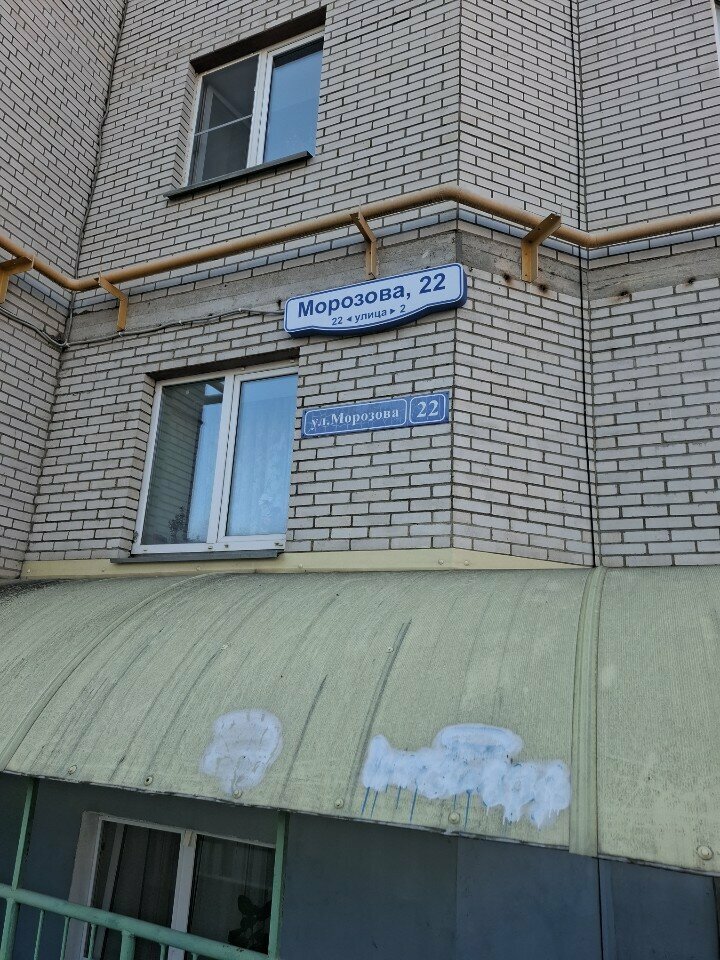 Морозова, 22
22 ◂ улица ▸ 2
ул.Морозова 22